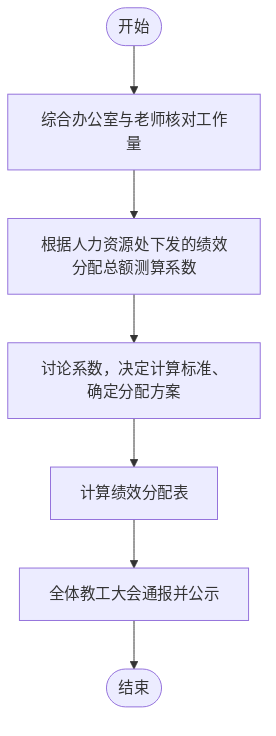 开始
综合办公室与老师核对工作
量
根据人力资源处下发的绩效
分配总额测算系数
讨论系数，决定计算标准、
确定分配方案
计算绩效分配表
全体教工大会通报并公示
结束